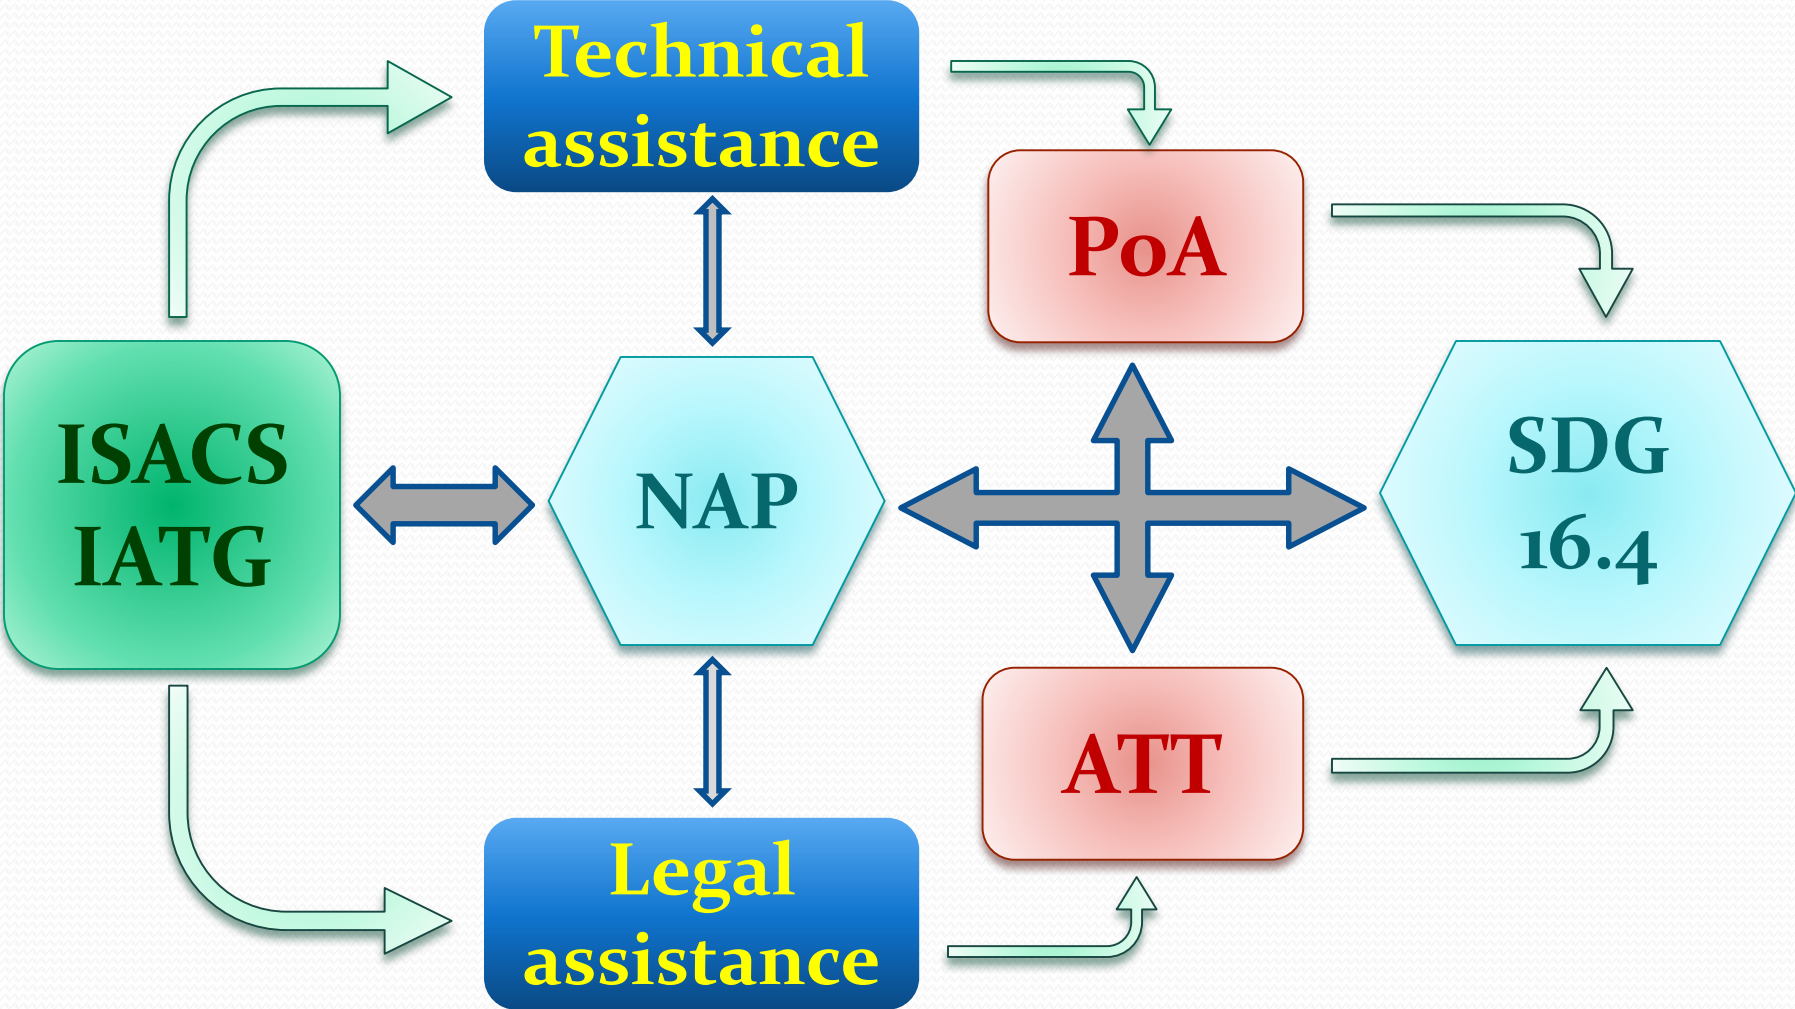 Technical
assistance
PoA
ISACS
IATG
NAP
SDG
16.4
ATT
Legal
assistance